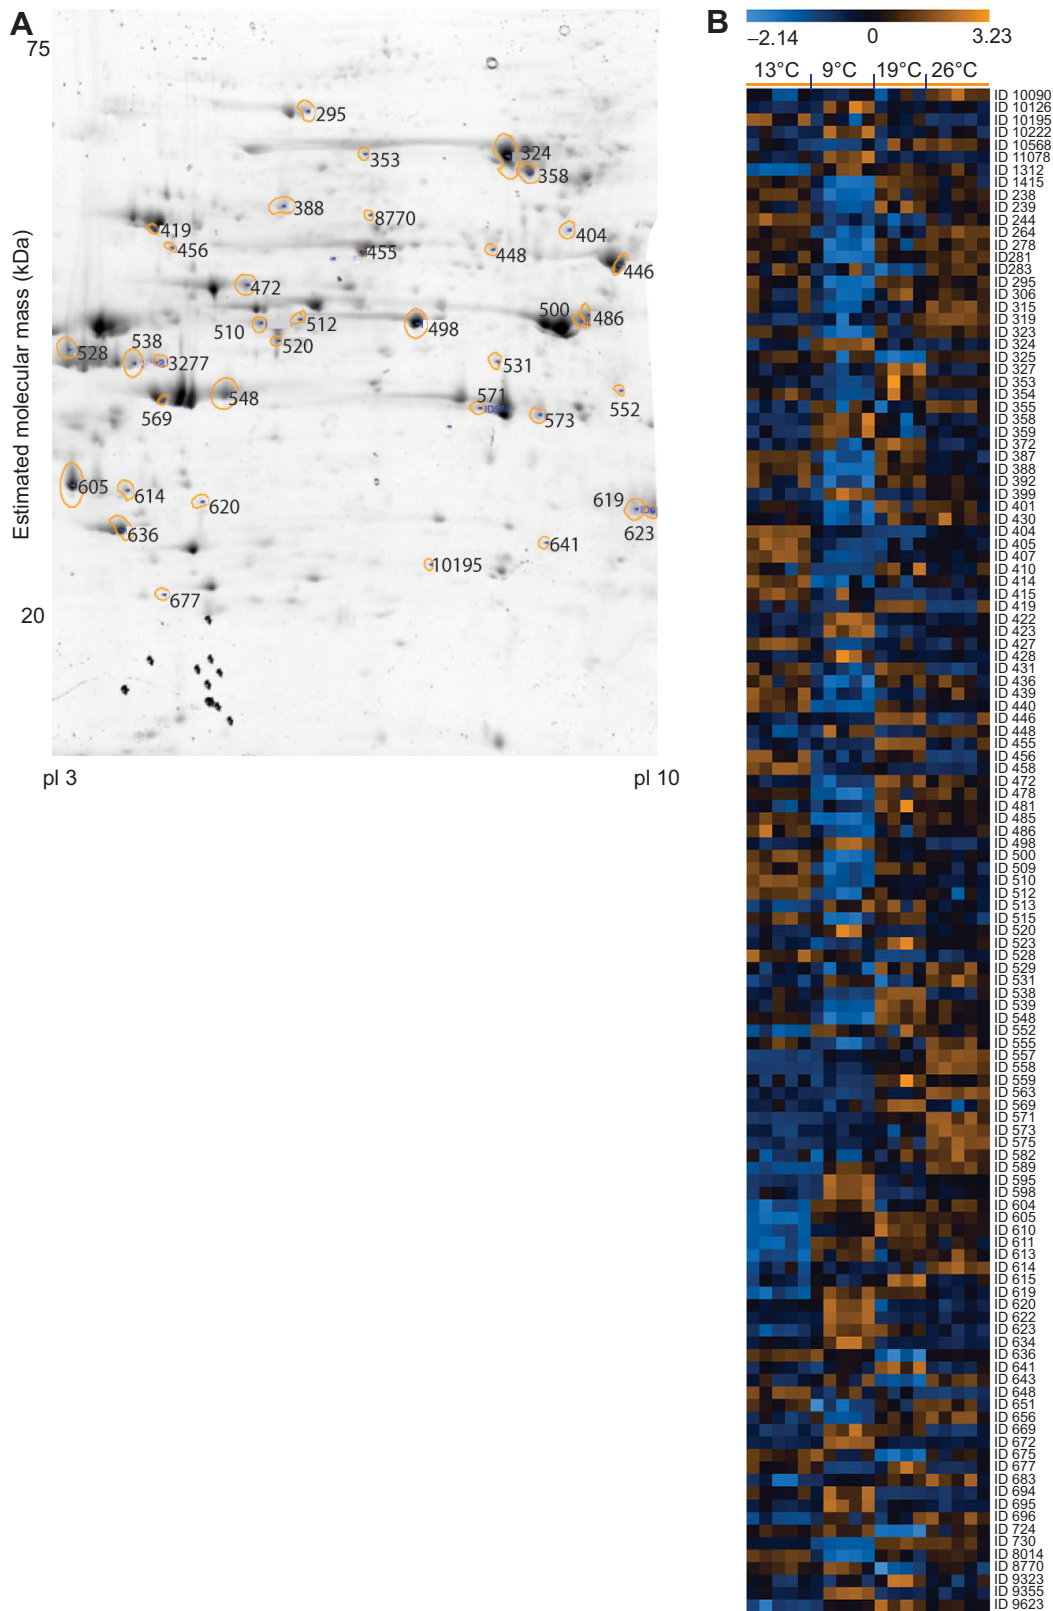 A
75
295
353
324
358
388
8770
419
456
455
448
404
446
472
510
512
498
500
486
528
538
3277
520
531
548
569
571
573
552
605
614
620
619
623
636
641
10195
677
20
Estimated molecular mass (kDa)
pI 3
pI 10
B
–2.14
0
3.23
13°C
9°C
19°C
26°C
ID 10090
ID 10126
ID 10195
ID 10222
ID 10568
ID 11078
ID 1312
ID 1415
ID 238
ID 239
ID 244
ID 264
ID 278
ID281
ID283
ID 295
ID 306
ID 315
ID 319
ID 323
ID 324
ID 325
ID 327
ID 353
ID 354
ID 355
ID 358
ID 359
ID 372
ID 387
ID 388
ID 392
ID 399
ID 401
ID 430
ID 404
ID 405
ID 407
ID 410
ID 414
ID 415
ID 419
ID 422
ID 423
ID 427
ID 428
ID 431
ID 436
ID 439
ID 440
ID 446
ID 448
ID 455
ID 456
ID 458
ID 472
ID 478
ID 481
ID 485
ID 486
ID 498
ID 500
ID 509
ID 510
ID 512
ID 513
ID 515
ID 520
ID 523
ID 528
ID 529
ID 531
ID 538
ID 539
ID 548
ID 552
ID 555
ID 557
ID 558
ID 559
ID 563
ID 569
ID 571
ID 573
ID 575
ID 582
ID 589
ID 595
ID 598
ID 604
ID 605
ID 610
ID 611
ID 613
ID 614
ID 615
ID 619
ID 620
ID 622
ID 623
ID 634
ID 636
ID 641
ID 643
ID 648
ID 651
ID 656
ID 669
ID 672
ID 675
ID 677
ID 683
ID 694
ID 695
ID 696
ID 724
ID 730
ID 8014
ID 8770
ID 9323
ID 9355
ID 9623